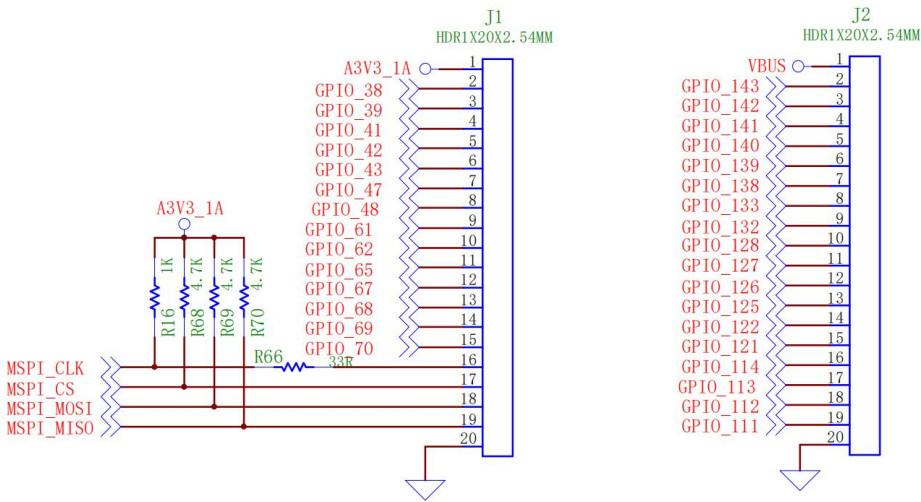 J1
HDR1X20X2.54MM
A3V3_1A
1
GPIO_38
2
GPIO_39
3
GPIO_41
4
GPIO_42
5
GPIO_43
6
GPIO_47
7
GPIO_48
8
GPIO_61
9
GPIO_62
10
GPIO_65
11
GPIO_67
12
GPIO_68
13
GPIO_69
14
GPIO_70
15
16
17
18
19
20
A3V3_1A
1K
4.7K
4.7K
4.7K
R16
R68
R69
R70
R66
33R
MSPI_CLK
MSPI_CS
MSPI_MOSI
MSPI_MISO
J2
HDR1X20X2.54MM
VBUS
1
GPIO_143
2
GPIO_142
3
GPIO_141
4
GPIO_140
5
GPIO_139
6
GPIO_138
7
GPIO_133
8
GPIO_132
9
GPIO_128
10
GPIO_127
11
GPIO_126
12
GPIO_125
13
GPIO_122
14
GPIO_121
15
GPIO_114
16
GPIO_113
17
GPIO_112
18
GPIO_111
19
20